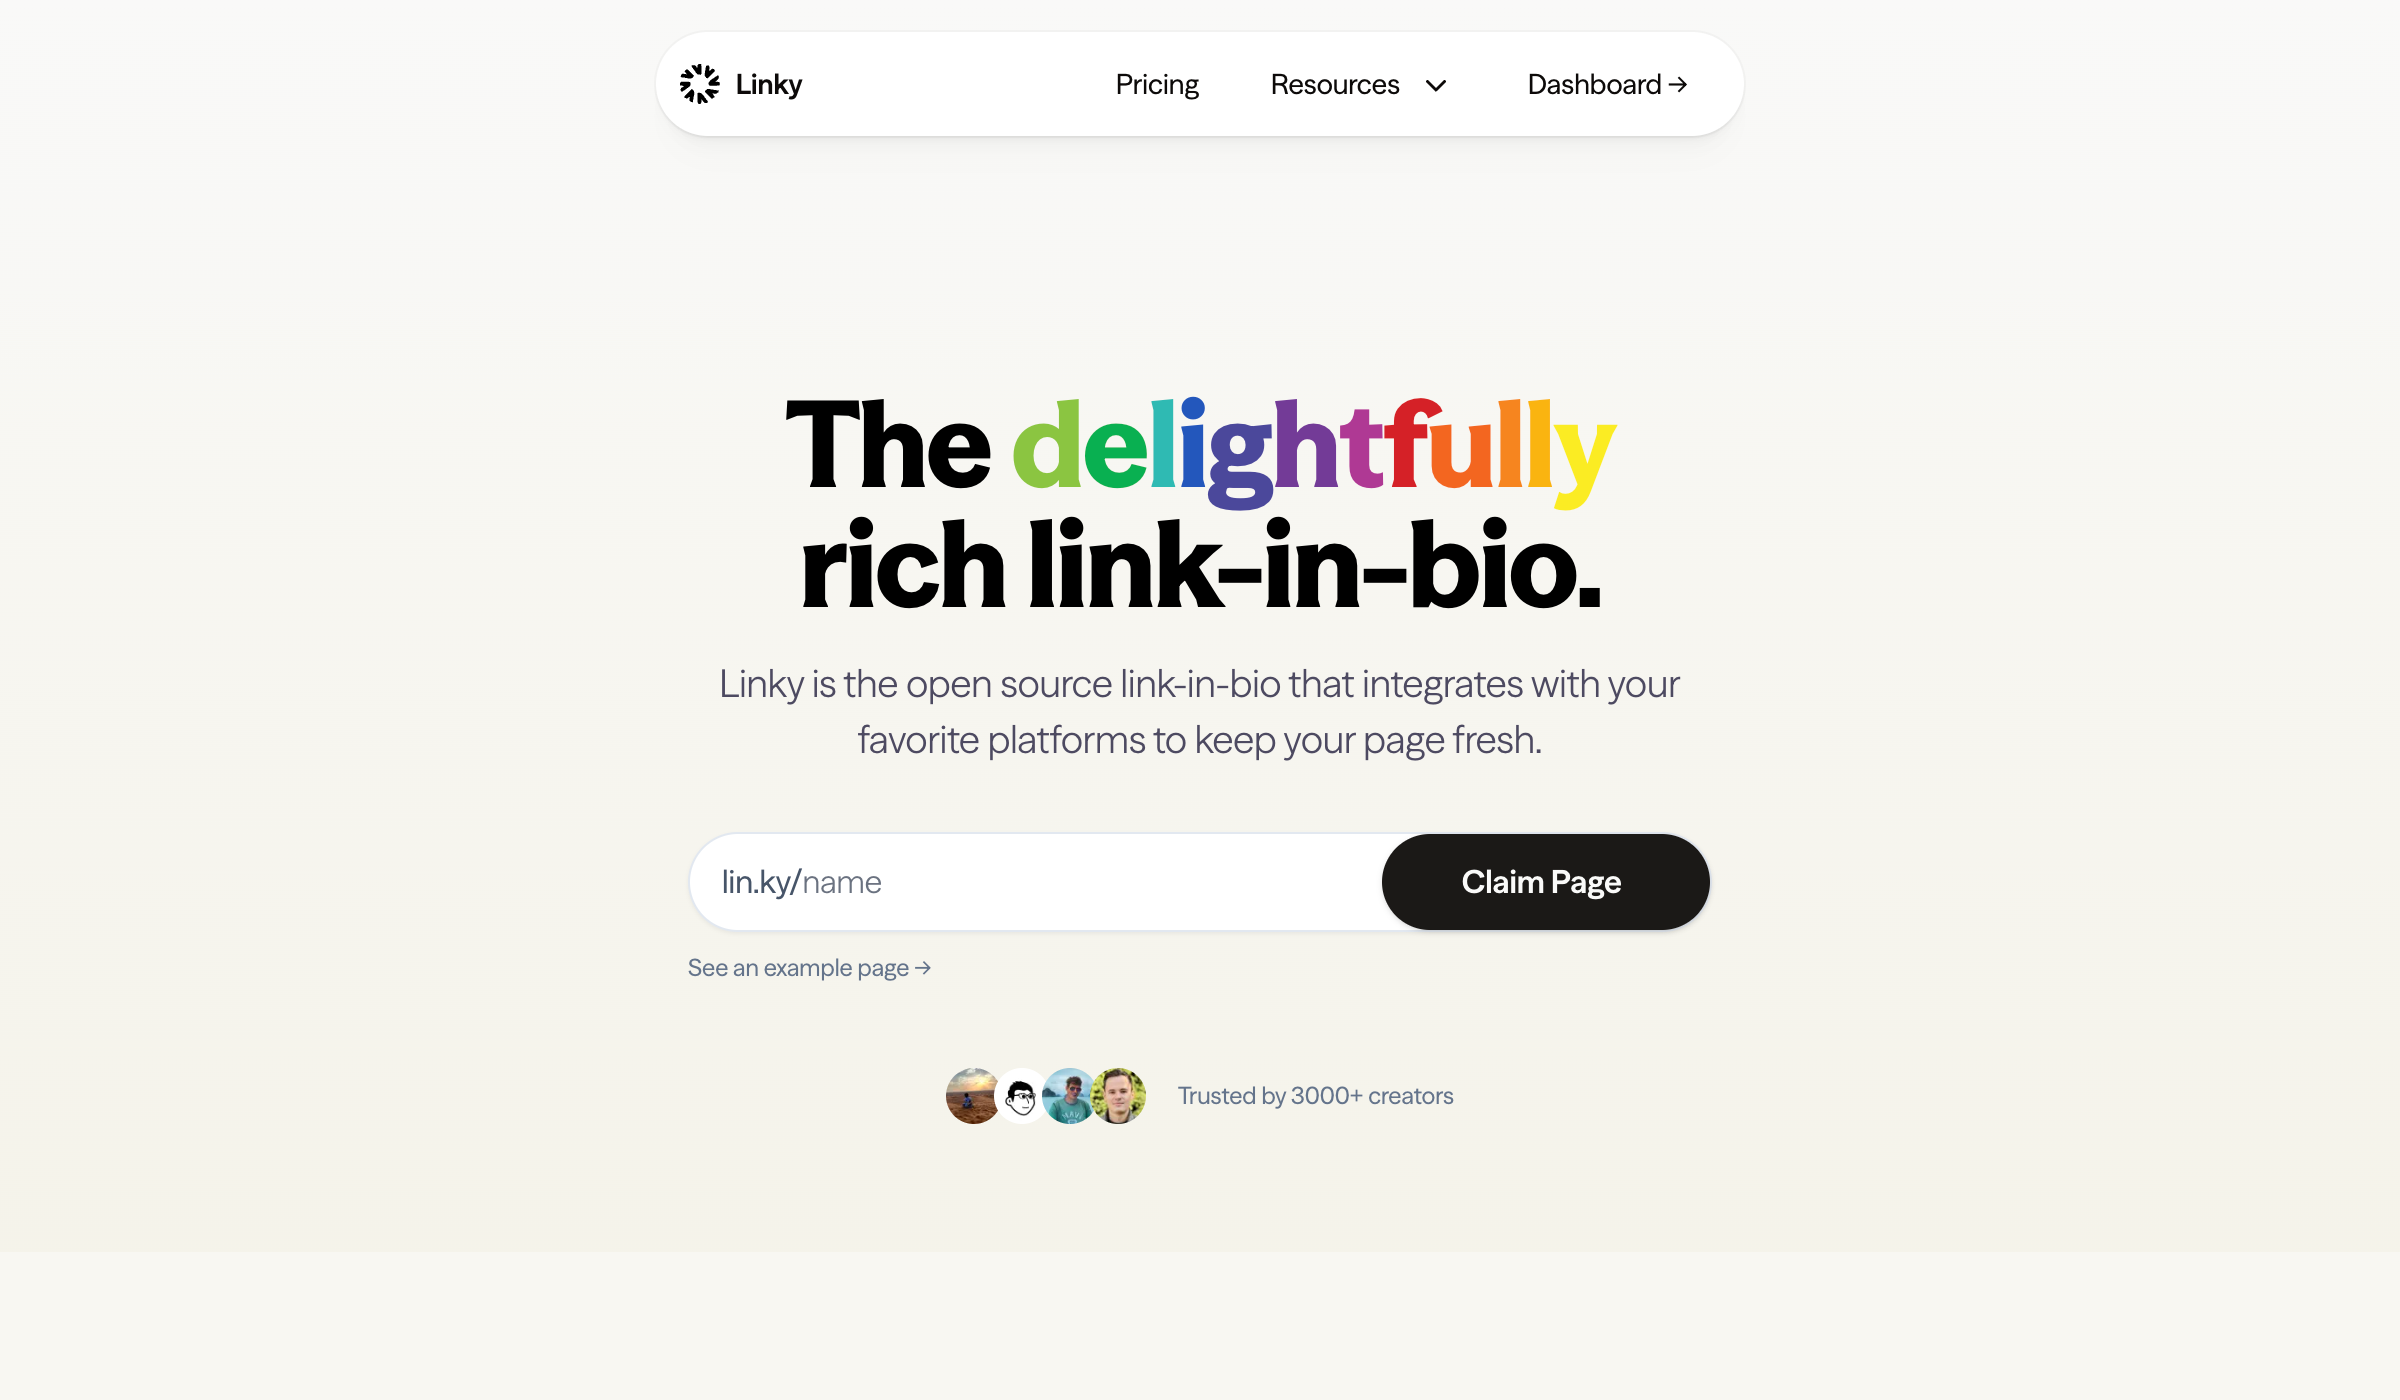 Linky
Pricing
Resources
Dashboard →
The delightfully
rich link-in-bio.
Linky is the open source link-in-bio that integrates with your
favorite platforms to keep your page fresh.
lin.ky/name
Claim Page
See an example page →
Trusted by 3000+ creators